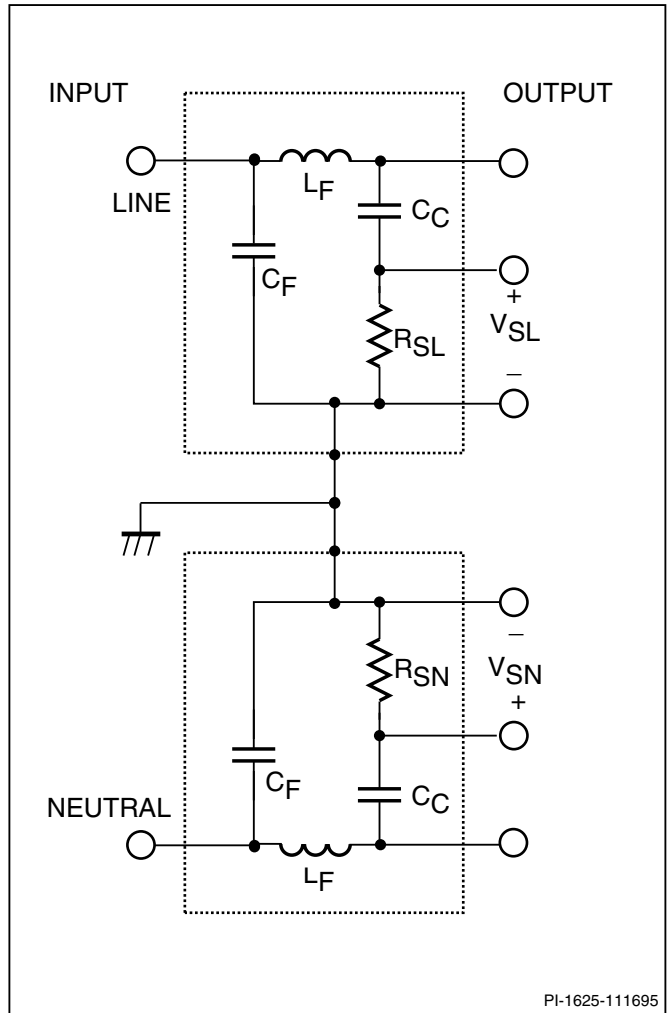 INPUT
OUTPUT
LINE
LF
CC
CF
+
VSL
RSL
–
–
RSN
VSN
+
CF
CC
NEUTRAL
LF
PI-1625-111695